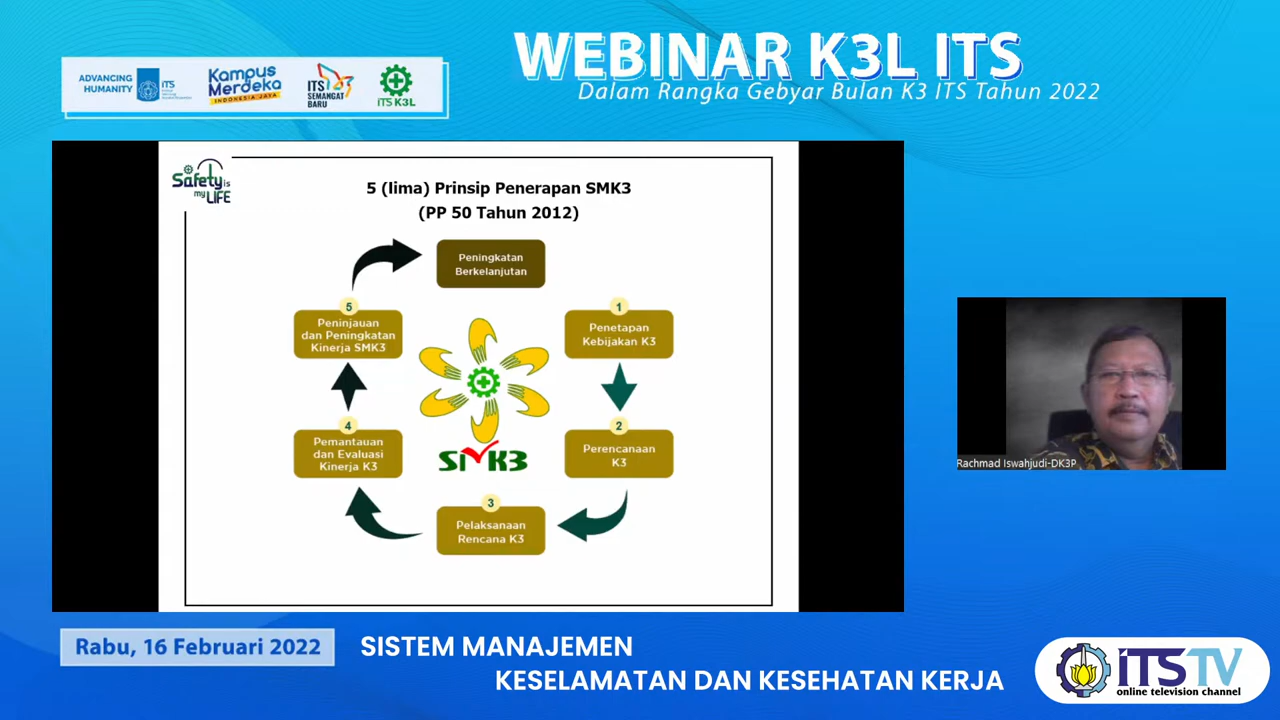 ADVANCING
HUMANITY
ITS
Kampus
Merdeka
INDONESIA JAYA
ITS
SEMANGAT
BARU
ITS K3L
WEBINAR K3L ITS
Dalam Rangka Gebyar Bulan K3 ITS Tahun 2022
Safety is
my LIFE
5 (lima) Prinsip Penerapan SMK3
(PP 50 Tahun 2012)
Peningkatan
Berkelanjutan
1
Penetapan
Kebijakan K3
2
Perencanaan
K3
3
Pelaksanaan
Rencana K3
4
Pemantauan
dan Evaluasi
Kinerja K3
5
Peninjauan
dan Peningkatan
Kinerja SMK3
SMK3
Rachmad Iswahjudi-DK3P
Rabu, 16 Februari 2022
SISTEM MANAJEMEN
KESELAMATAN DAN KESEHATAN KERJA
iTSTV
online television channel